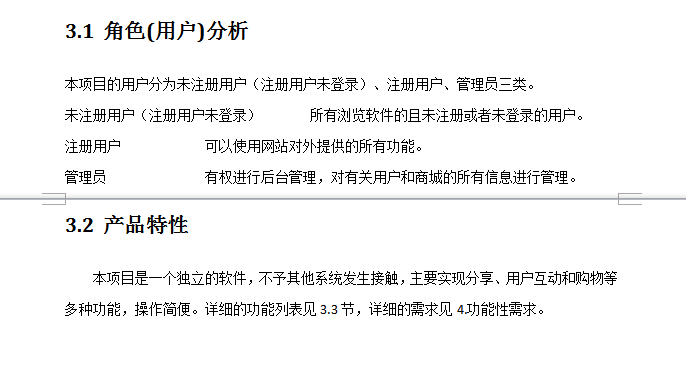 3.1 角色(用户)分析
本项目的用户分为未注册用户（注册用户未登录）、注册用户、管理员三类。
未注册用户（注册用户未登录） 所有浏览软件的且未注册或者未登录的用户。
注册用户 可以使用网站对外提供的所有功能。
管理员 有权进行后台管理，对有关用户和商城的所有信息进行管理。
3.2 产品特性
本项目是一个独立的软件，不予其他系统发生接触，主要实现分享、用户互动和购物等
多种功能，操作简便。详细的功能列表见 3.3 节，详细的需求见 4.功能性需求。